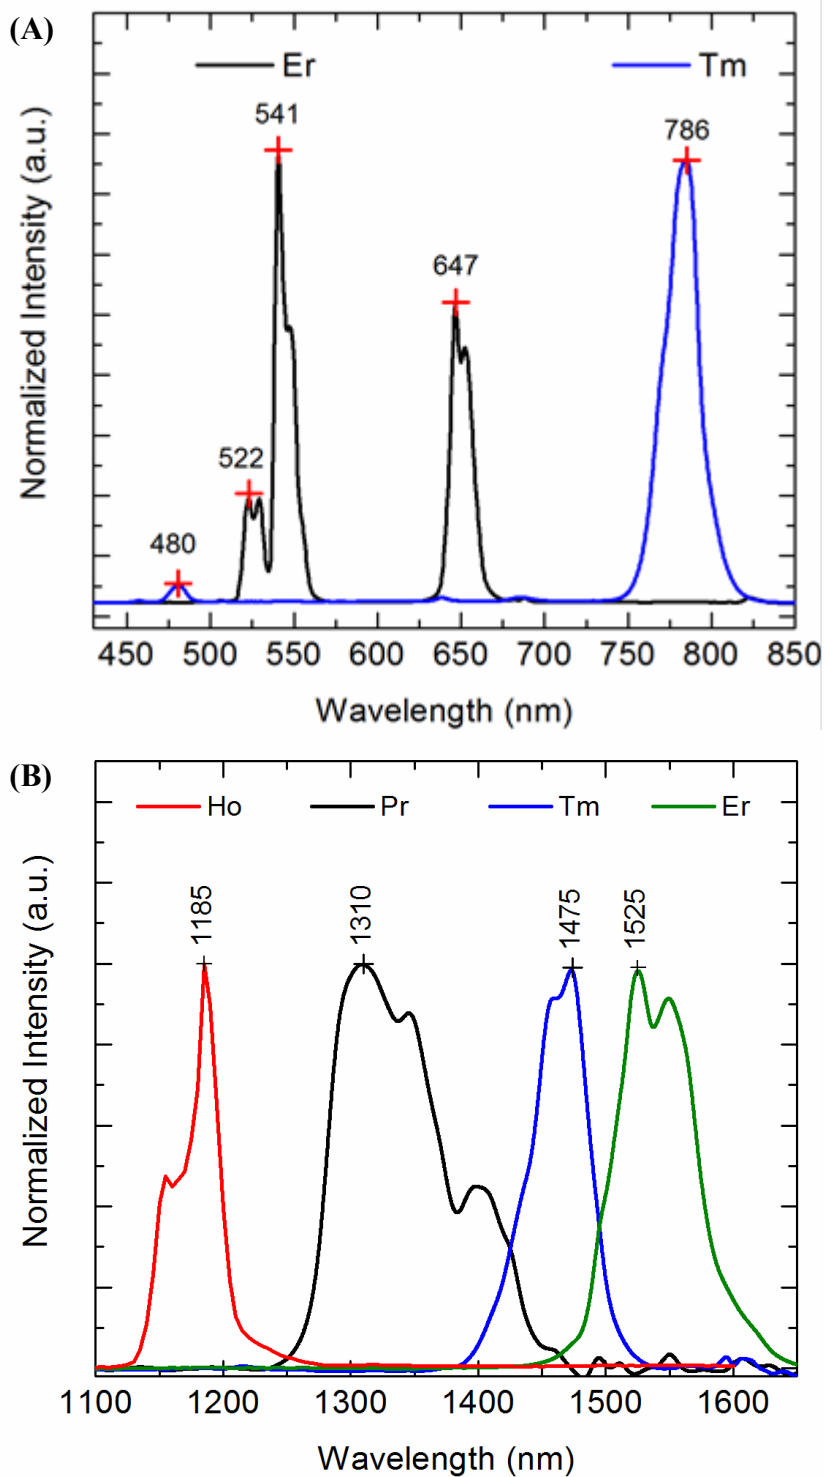 (A)
Er Tm
541
786
647
522
480
Normalized Intensity (a.u.)
450 500 550 600 650 700 750 800 850
Wavelength (nm)
(B)
Ho Pr Tm Er
1185 1310 1475 1525
Normalized Intensity (a.u.)
1100 1200 1300 1400 1500 1600
Wavelength (nm)